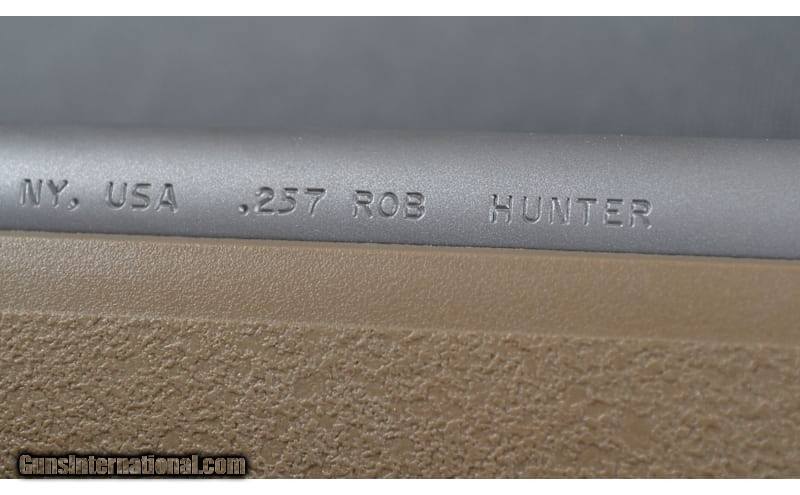 NY, USA .257 ROB HUNTER
GunsInternational.com